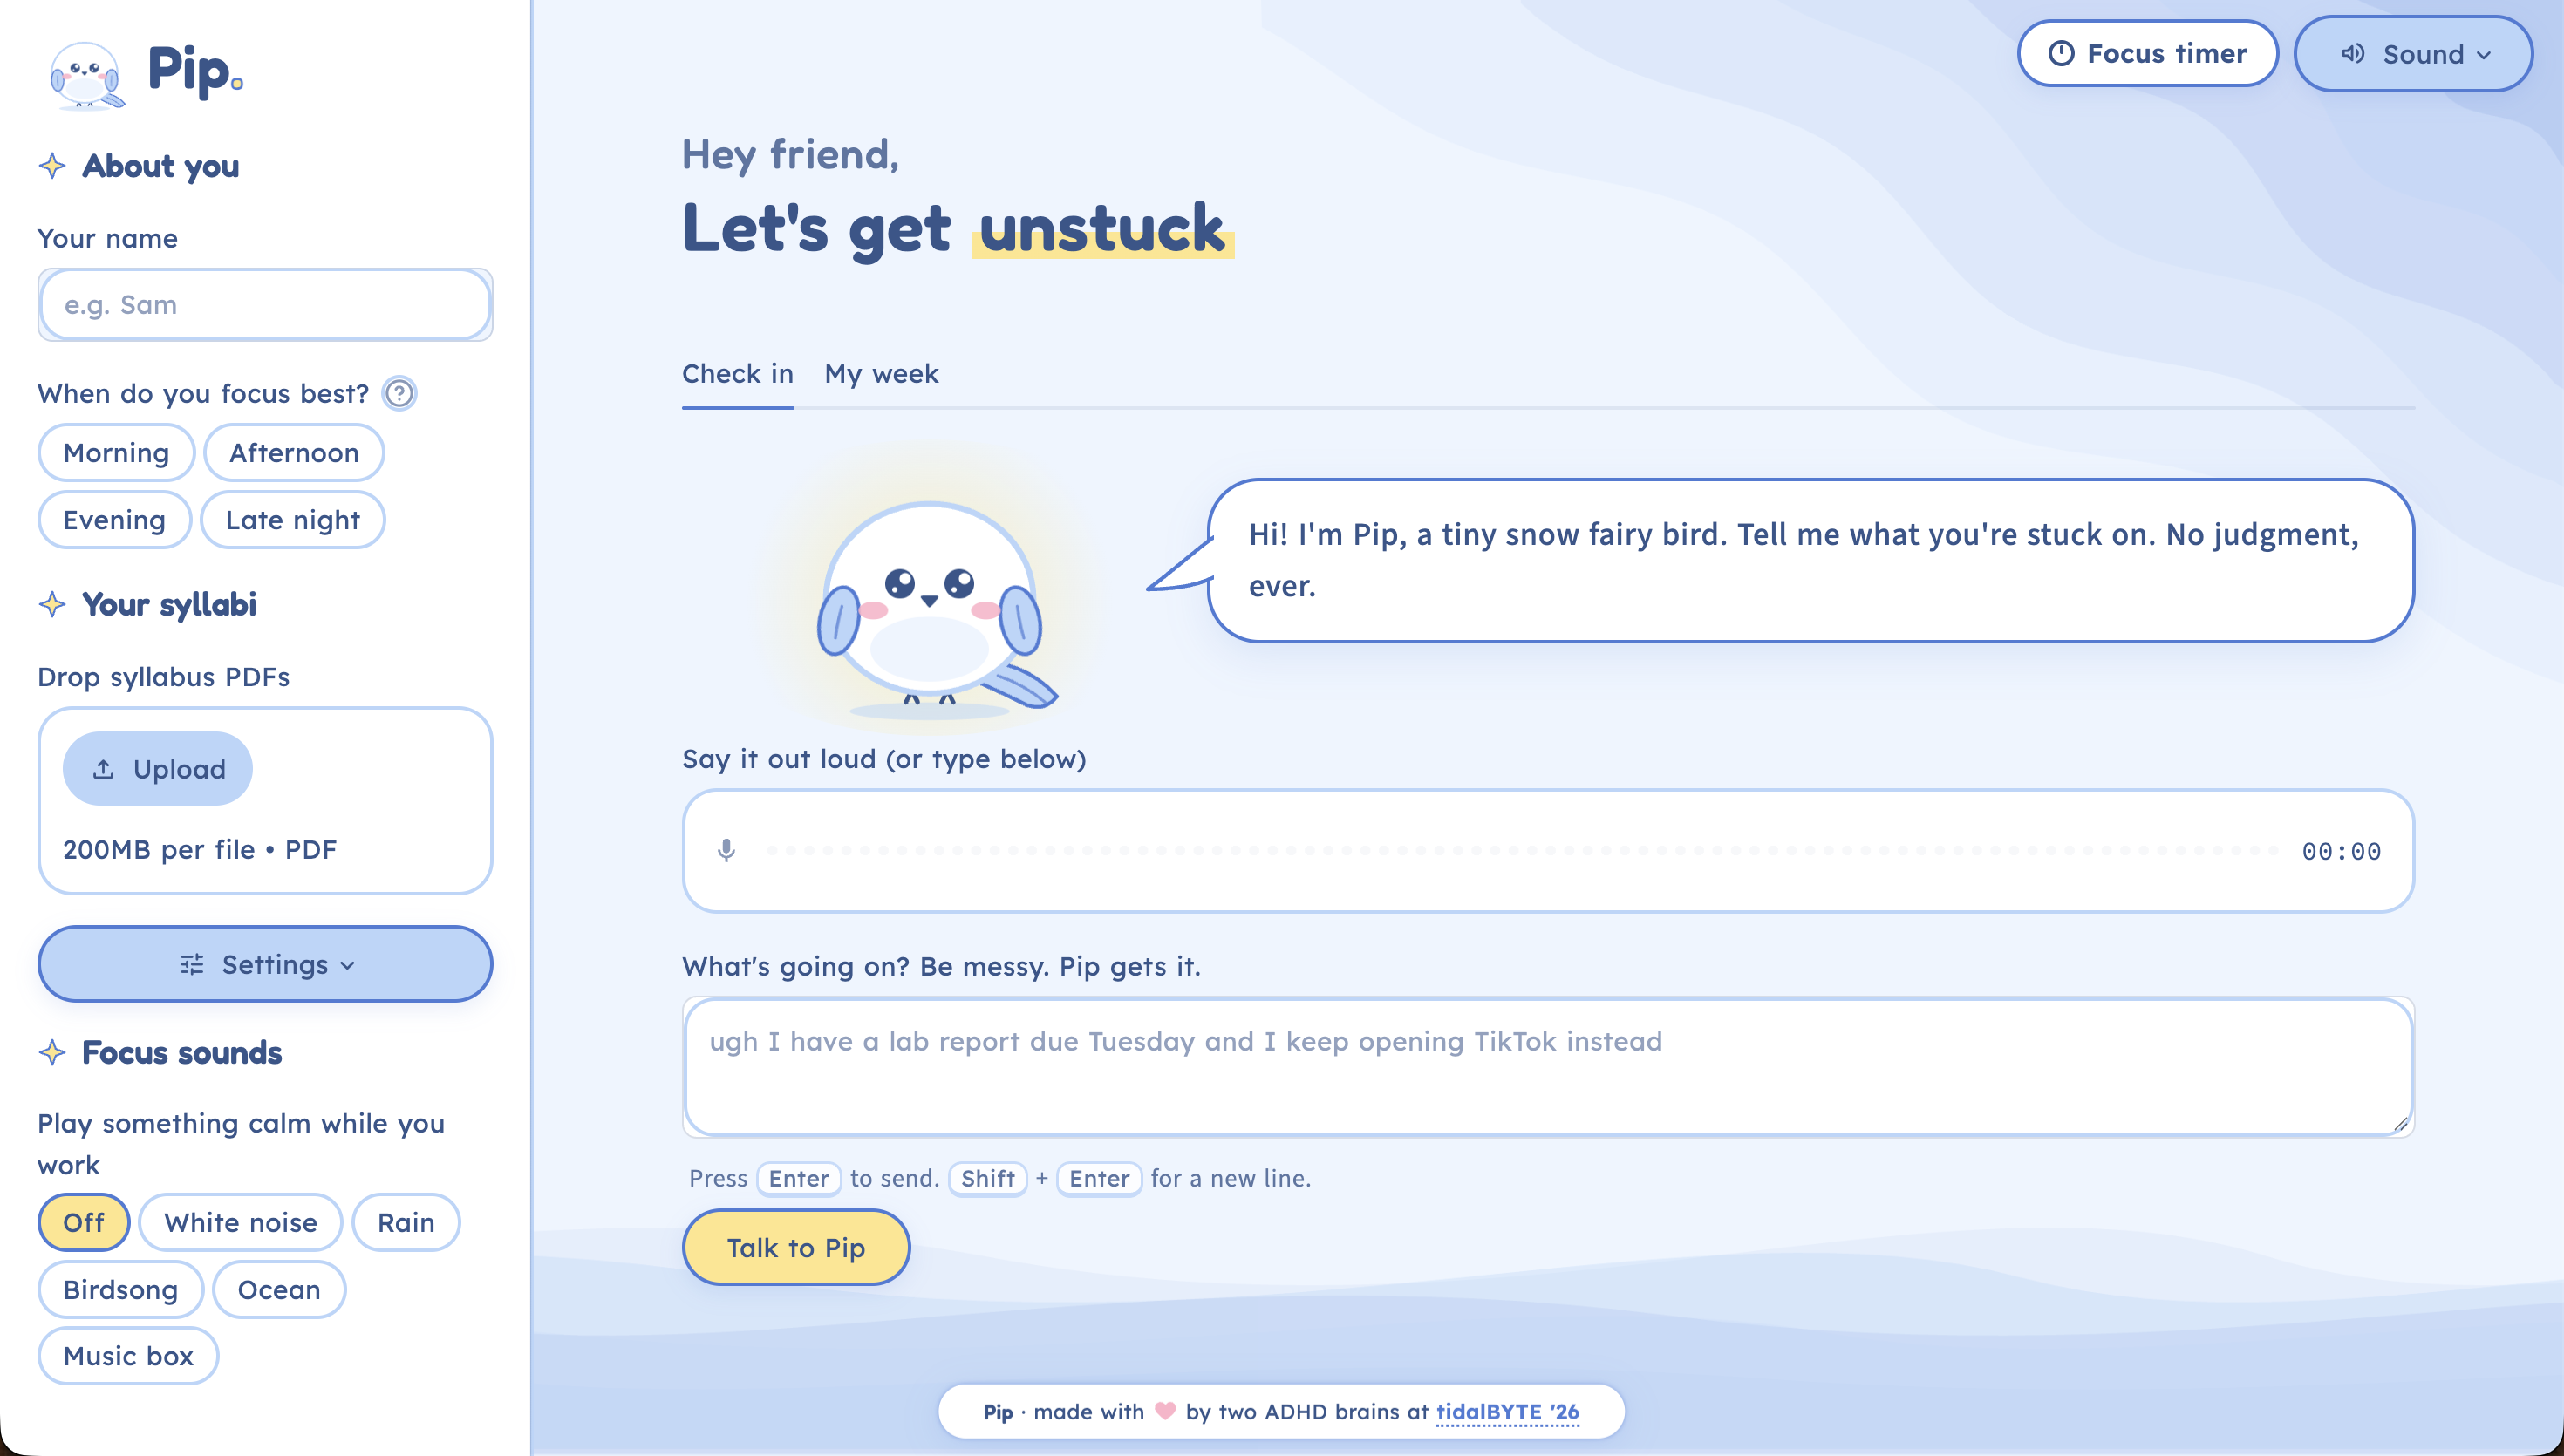 Pip.
About you
Your name
e.g. Sam
When do you focus best? ?
Morning
Afternoon
Evening
Late night
Your syllabi
Drop syllabus PDFs
Upload
200MB per file • PDF
Settings
Focus sounds
Play something calm while you
work
Off
White noise
Rain
Birdsong
Ocean
Music box
Focus timer
Sound
Hey friend,
Let's get unstuck
Check in
My week
Hi! I'm Pip, a tiny snow fairy bird. Tell me what you're stuck on. No judgment,
ever.
Say it out loud (or type below)
00:00
What's going on? Be messy. Pip gets it.
ugh I have a lab report due Tuesday and I keep opening TikTok instead
Press Enter to send. Shift + Enter for a new line.
Talk to Pip
Pip · made with 🩷 by two ADHD brains at tidalBYTE '26